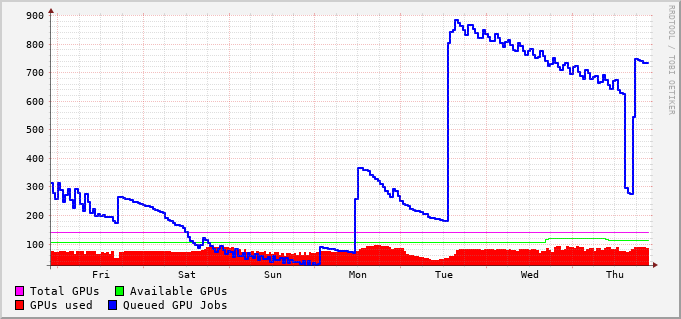 900
800
700
600
500
400
300
200
100
Fri Sat Sun Mon Tue Wed Thu
Total GPUs Available GPUs
GPUs used Queued GPU Jobs
RRDTOOL / TOBI OETIKER